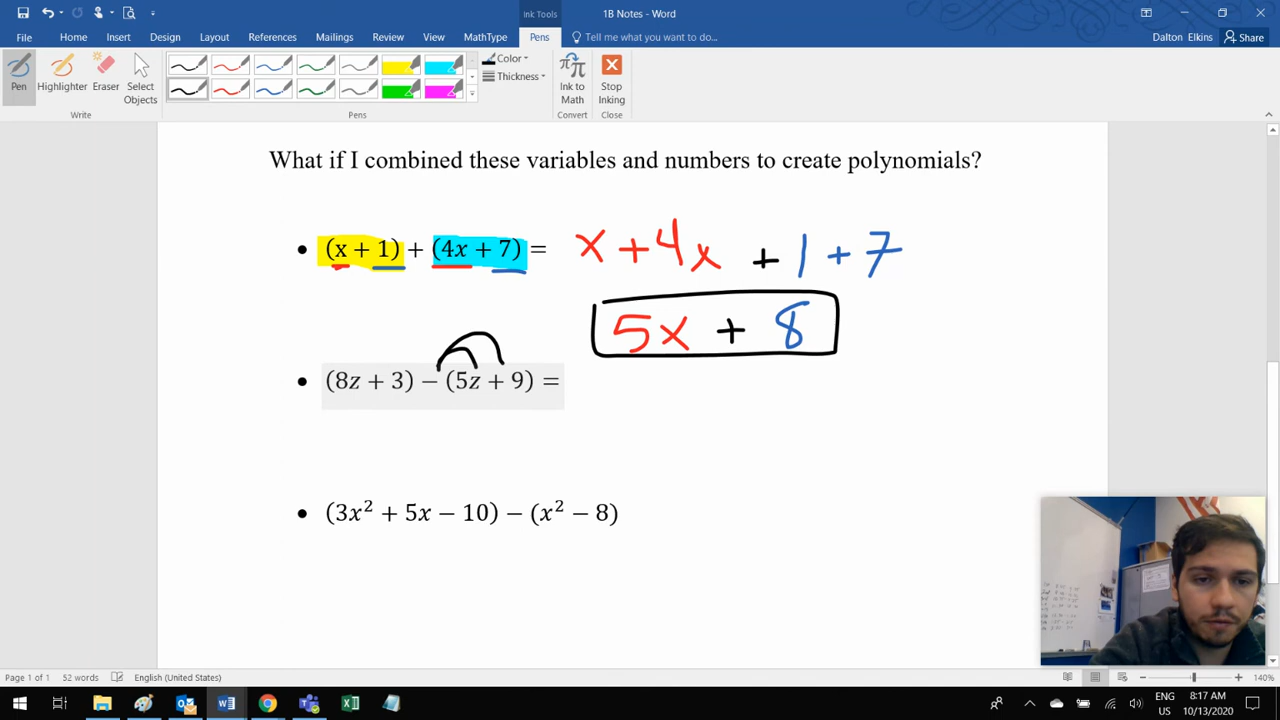 Ink Tools
1B Notes - Word
File Home Insert Design Layout References Mailings Review View MathType Pens Tell me what you want to do... Dalton Elkins Share
Pen Highlighter Eraser Select Objects Color Thickness Ink to Math Stop Inking
Write Pens Convert Close
What if I combined these variables and numbers to create polynomials?
• (x + 1) + (4x + 7) = x + 4x + 1 + 7
5x + 8
• (8z + 3) − (5z + 9) =
• (3x² + 5x − 10) − (x² − 8)
Page 1 of 1 52 words English (United States) 140%
ENG US 8:17 AM 10/13/2020